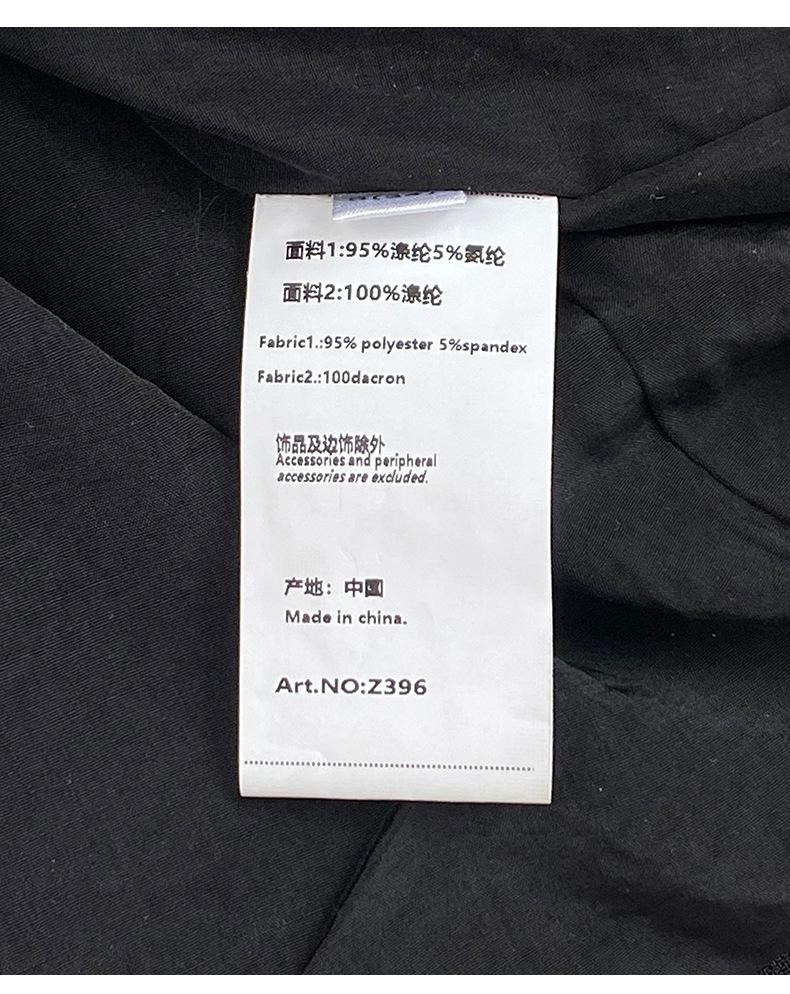 面料1:95%涤纶5%氨纶
面料2:100%涤纶
Fabric1.:95% polyester 5%spandex
Fabric2.:100dacron
饰品及边饰除外
Accessories and peripheral
accessories are excluded.
产地：中国
Made in china.
Art.NO:Z396